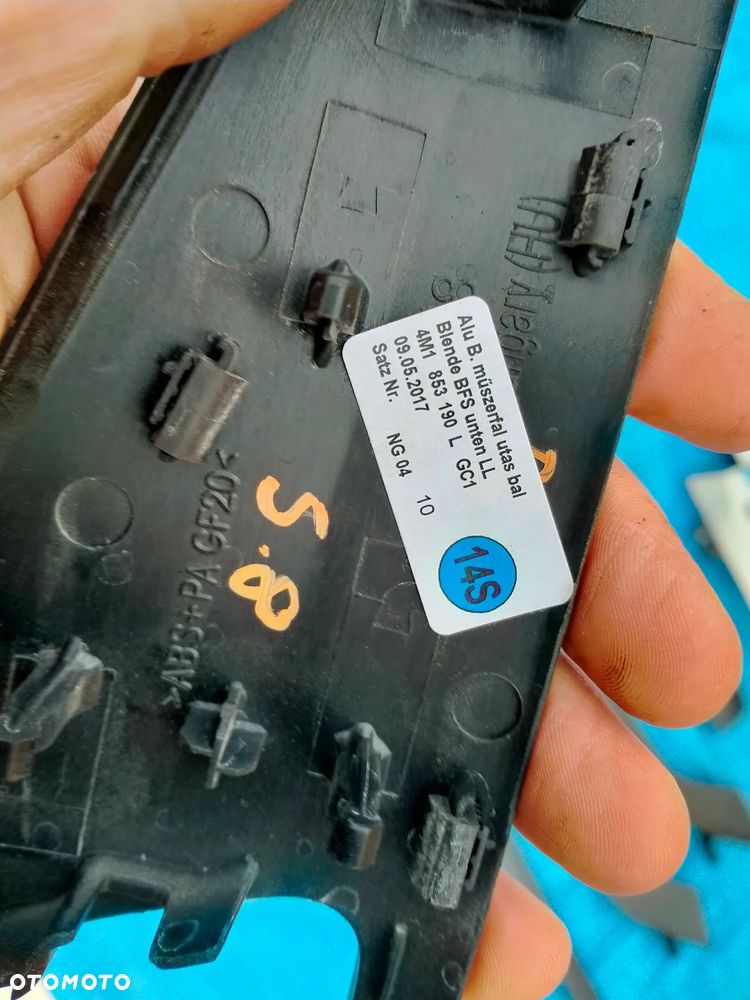 Alu B. műszerfal utas bal
Blende BFS unten LL
4M1 853 190 L GC1
09.05.2017 NG 04 10
Satz Nr.
14S
>ABS+PA GF20<
5.8
(HU)
OTOMOTO